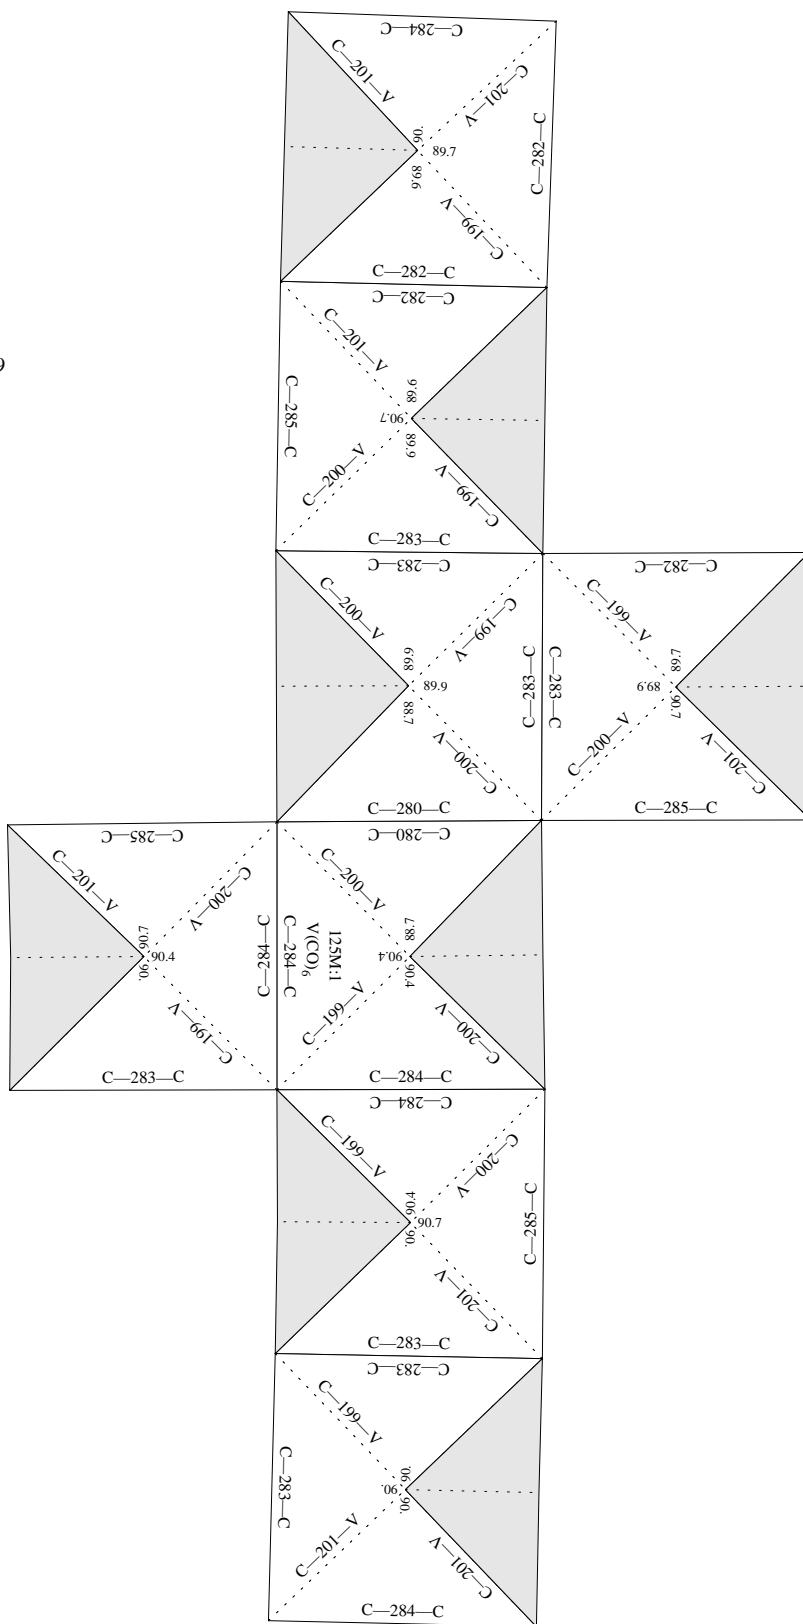 C—284—C
C—201—V
C—201—V
90.
89.7
89.6
C—282—C
C—199—V
C—282—C
C—282—C
C—201—V
9
89.6
90.7
89.9
C—285—C
C—200—V
C—199—V
C—283—C
C—283—C
C—282—C
C—200—V
C—199—V
C—199—V
89.9
89.9
88.7
C—283—C
C—283—C
89.7
89.9
90.7
C—200—V
C—200—V
C—201—V
C—280—C
C—285—C
C—285—C
C—280—C
C—201—V
C—200—V
C—200—V
90.7
90.4
90.
C—284—C
C—284—C
V(CO)6
125M:1
88.7
90.4
90.4
C—199—V
C—199—V
C—200—V
C—283—C
C—284—C
C—284—C
C—199—V
C—200—V
90.4
90.7
90.
C—285—C
C—201—V
C—283—C
C—283—C
C—199—V
90.
90.
90.
C—283—C
C—201—V
C—201—V
C—284—C